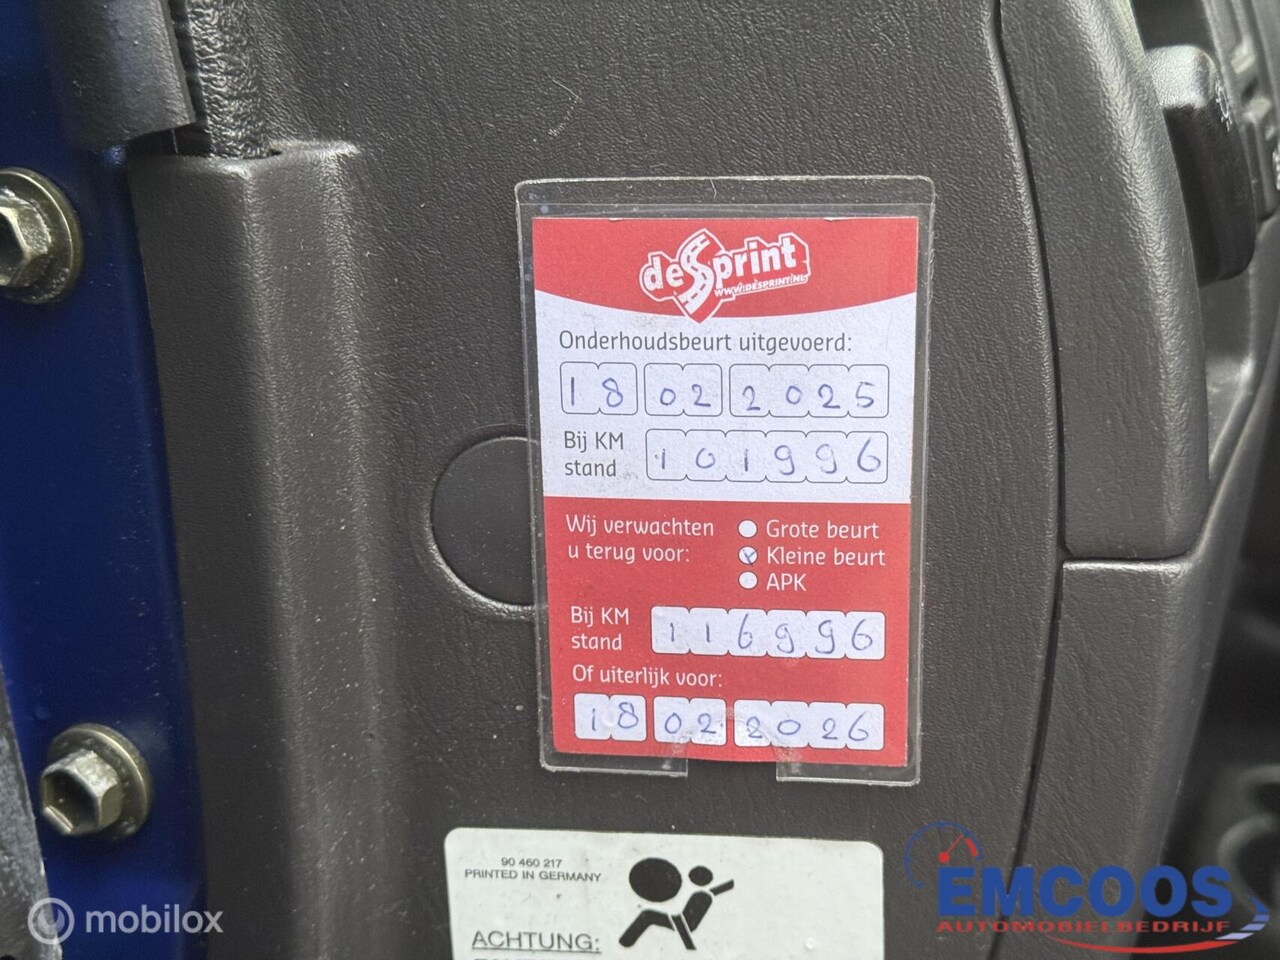 deSprint
WWW.DESPRINT.NL
Onderhoudsbeurt uitgevoerd:
18 02 2025
Bij KM stand 101996
Wij verwachten u terug voor:
Grote beurt
Kleine beurt
APK
Bij KM stand 116996
Of uiterlijk voor:
18 02 2026
90 460 217
PRINTED IN GERMANY
ACHTUNG:
mobilox
EMCOOS
AUTOMOBIELBEDRIJF